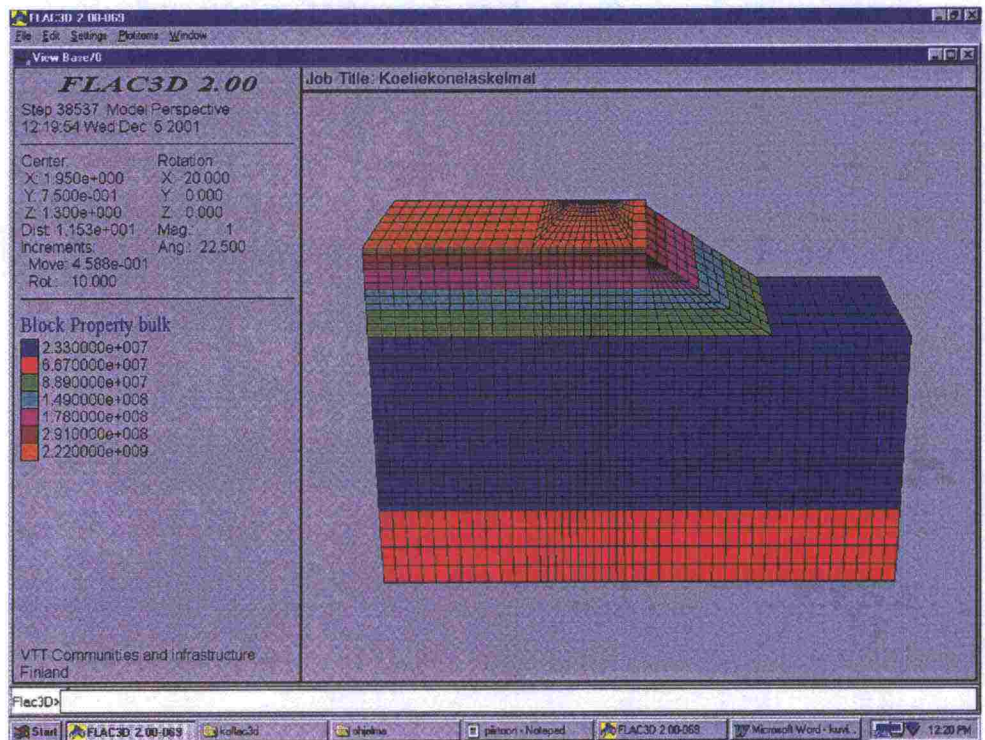 FLAC3D 2.00-069
File Edit Settings Plotitems Window
View Base/0
FLAC3D 2.00
Step 38537 Model Perspective
12:19:54 Wed Dec 5 2001
Center:
X: 1.950e+000
Y: 7.500e-001
Z: 1.300e+000
Dist: 1.153e+001
Increments:
Move: 4.588e-001
Rot.: 10.000
Rotation
X: 20.000
Y: 0.000
Z: 0.000
Mag.: 1
Ang.: 22.500
Block Property bulk
2.330000e+007
6.670000e+007
8.890000e+007
1.490000e+008
1.780000e+008
2.910000e+008
2.220000e+009
VTT Communities and Infrastructure
Finland
Job Title: Koeliekonelaskelmat
Flac3D>
Start
FLAC3D 2.00-069
koflac3d
ohjelma
- Notepad
FLAC3D 2.00-069
Microsoft Word -
12:20 PM